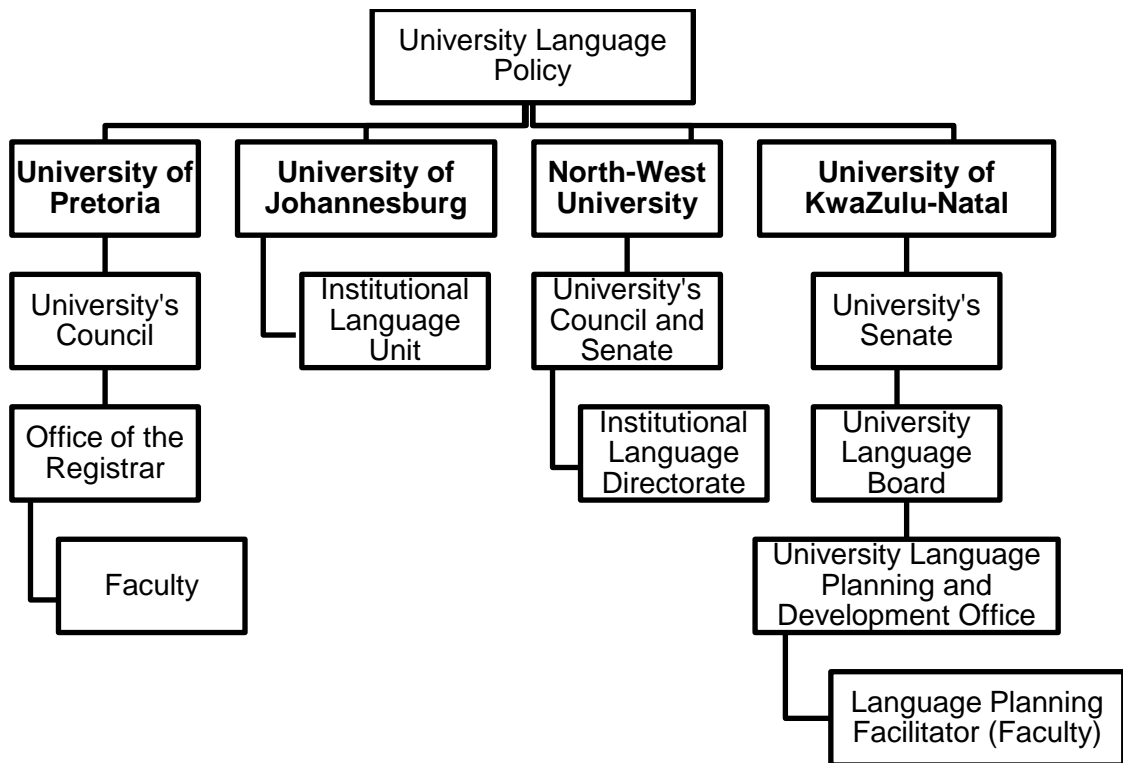 University Language
Policy
University of
Pretoria
University of
Johannesburg
North-West
University
University of
KwaZulu-Natal
University's
Council
Institutional
Language
Unit
University's
Council and
Senate
University's
Senate
Office of the
Registrar
Institutional
Language
Directorate
University
Language
Board
Faculty
University Language
Planning and
Development Office
Language Planning
Facilitator (Faculty)